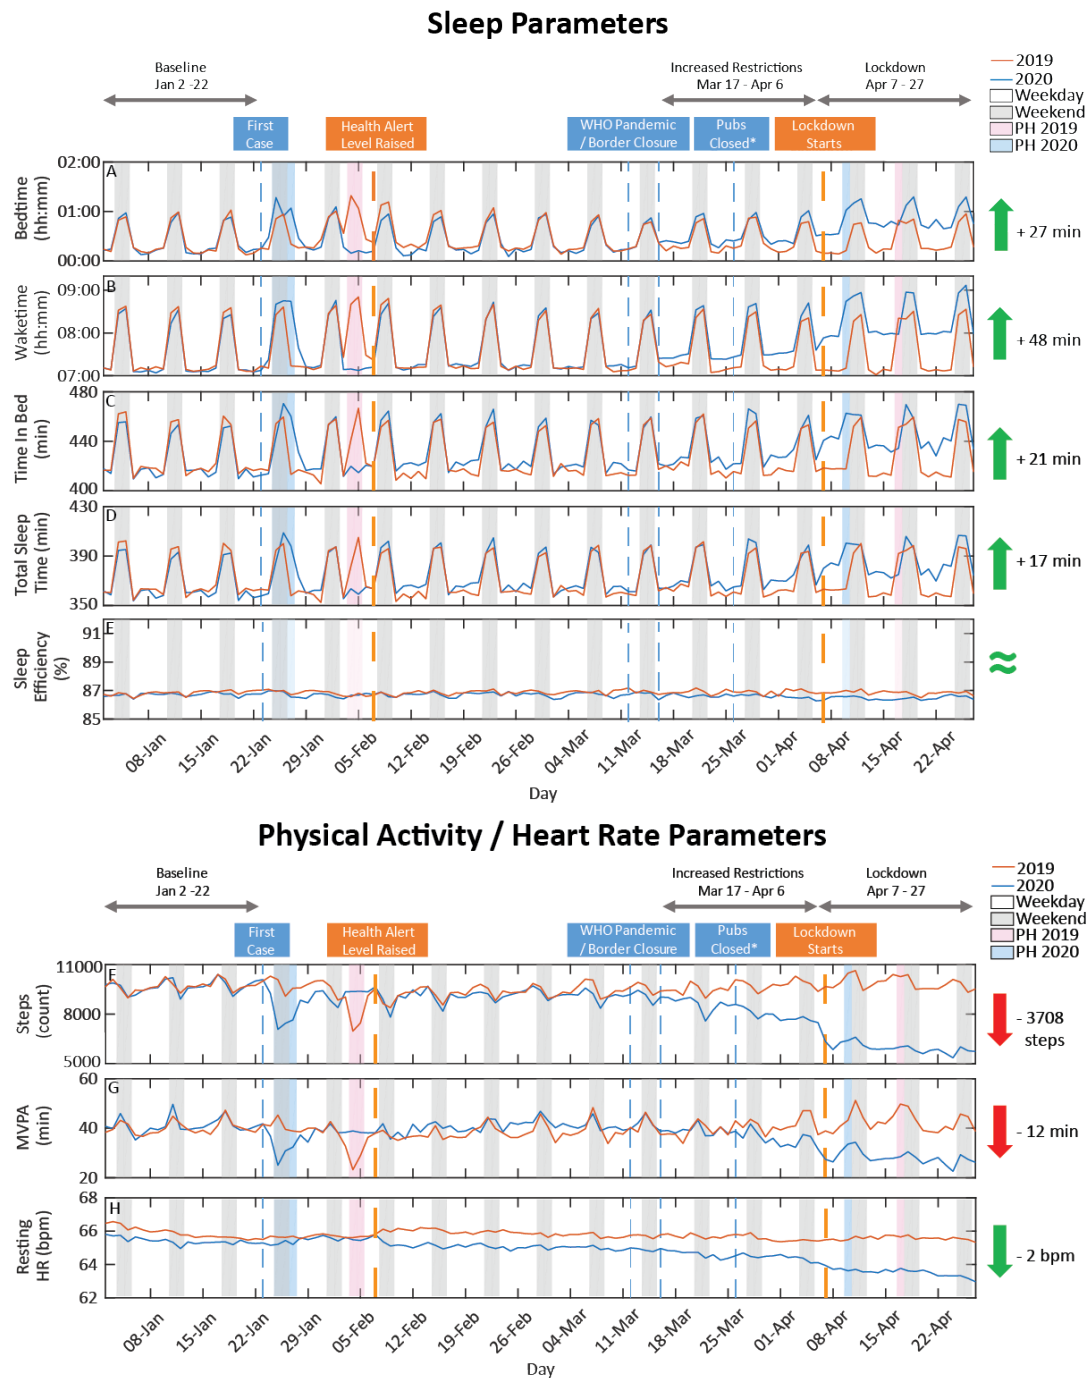 Sleep Parameters
Baseline
Jan 2 -22
Increased Restrictions
Mar 17 - Apr 6
Lockdown
Apr 7 - 27
2019
2020
Weekday
Weekend
PH 2019
PH 2020
First
Case
Health Alert
Level Raised
WHO Pandemic
/ Border Closure
Pubs
Closed*
Lockdown
Starts
A
Bedtime
(hh:mm)
02:00
01:00
00:00
+ 27 min
B
Waketime
(hh:mm)
09:00
08:00
07:00
+ 48 min
C
Time In Bed
(min)
480
440
400
+ 21 min
D
Total Sleep
Time (min)
430
390
350
+ 17 min
E
Sleep
Efficiency
(%)
91
89
87
85
≈
08-Jan
15-Jan
22-Jan
29-Jan
05-Feb
12-Feb
19-Feb
26-Feb
04-Mar
11-Mar
18-Mar
25-Mar
01-Apr
08-Apr
15-Apr
22-Apr
Day
Physical Activity / Heart Rate Parameters
Baseline
Jan 2 -22
Increased Restrictions
Mar 17 - Apr 6
Lockdown
Apr 7 - 27
2019
2020
Weekday
Weekend
PH 2019
PH 2020
First
Case
Health Alert
Level Raised
WHO Pandemic
/ Border Closure
Pubs
Closed*
Lockdown
Starts
F
Steps
(count)
11000
8000
5000
- 3708
steps
G
MVPA
(min)
60
40
20
- 12 min
H
Resting
HR (bpm)
68
66
64
62
- 2 bpm
08-Jan
15-Jan
22-Jan
29-Jan
05-Feb
12-Feb
19-Feb
26-Feb
04-Mar
11-Mar
18-Mar
25-Mar
01-Apr
08-Apr
15-Apr
22-Apr
Day